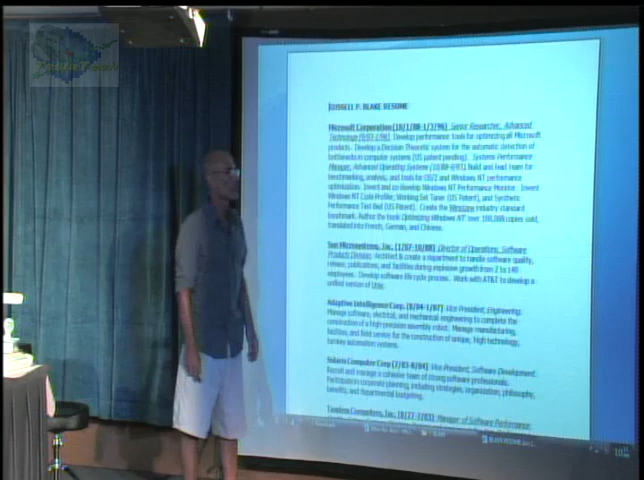 RUSSELL P. BLAKE RESUME
Microsoft Corporation (10/1/88-1/3/96) Senior Researcher, Advanced
Technology (9/93-1/96). Develop performance tools for optimizing all Microsoft
products. Develop a Decision Theoretic system for the automatic detection of
bottlenecks in computer systems (US patent pending). Systems Performance
Manager, Advanced Operating Systems (10/88-9/93). Build and lead team for
benchmarking, analysis, and tools for OS/2 and Windows NT performance
optimization. Invent and co-develop Windows NT Performance Monitor. Invent
Windows NT Code Profiler, Working Set Tuner (US Patent), and Synthetic
Performance Test Bed (US Patent). Create the Winstone industry standard
benchmark. Author the book Optimizing Windows NT: over 100,000 copies sold,
translated into French, German, and Chinese.
Sun Microsystems, Inc. (1/87-10/88) Director of Operations, Software
Products Division. Architect & create a department to handle software quality,
release, publications, and facilities during explosive growth from 2 to 140
employees. Develop software life cycle process. Work with AT&T to develop a
unified version of Unix.
Adaptive Intelligence Corp. (8/84-1/87) Vice President, Engineering.
Manage software, electrical, and mechanical engineering to complete the
construction of a high-precision assembly robot. Manage manufacturing,
facilities, and field service for the construction of unique, high technology,
turnkey automation systems.
Solaris Computer Corp (7/83-8/84) Vice President, Software Development.
Recruit and manage a cohesive team of strong software professionals.
Participate in corporate planning, including strategies, organization, philosophy,
benefits, and departmental budgeting.
Tandem Computers, Inc. (8/77-7/83) Manager of Software Performance